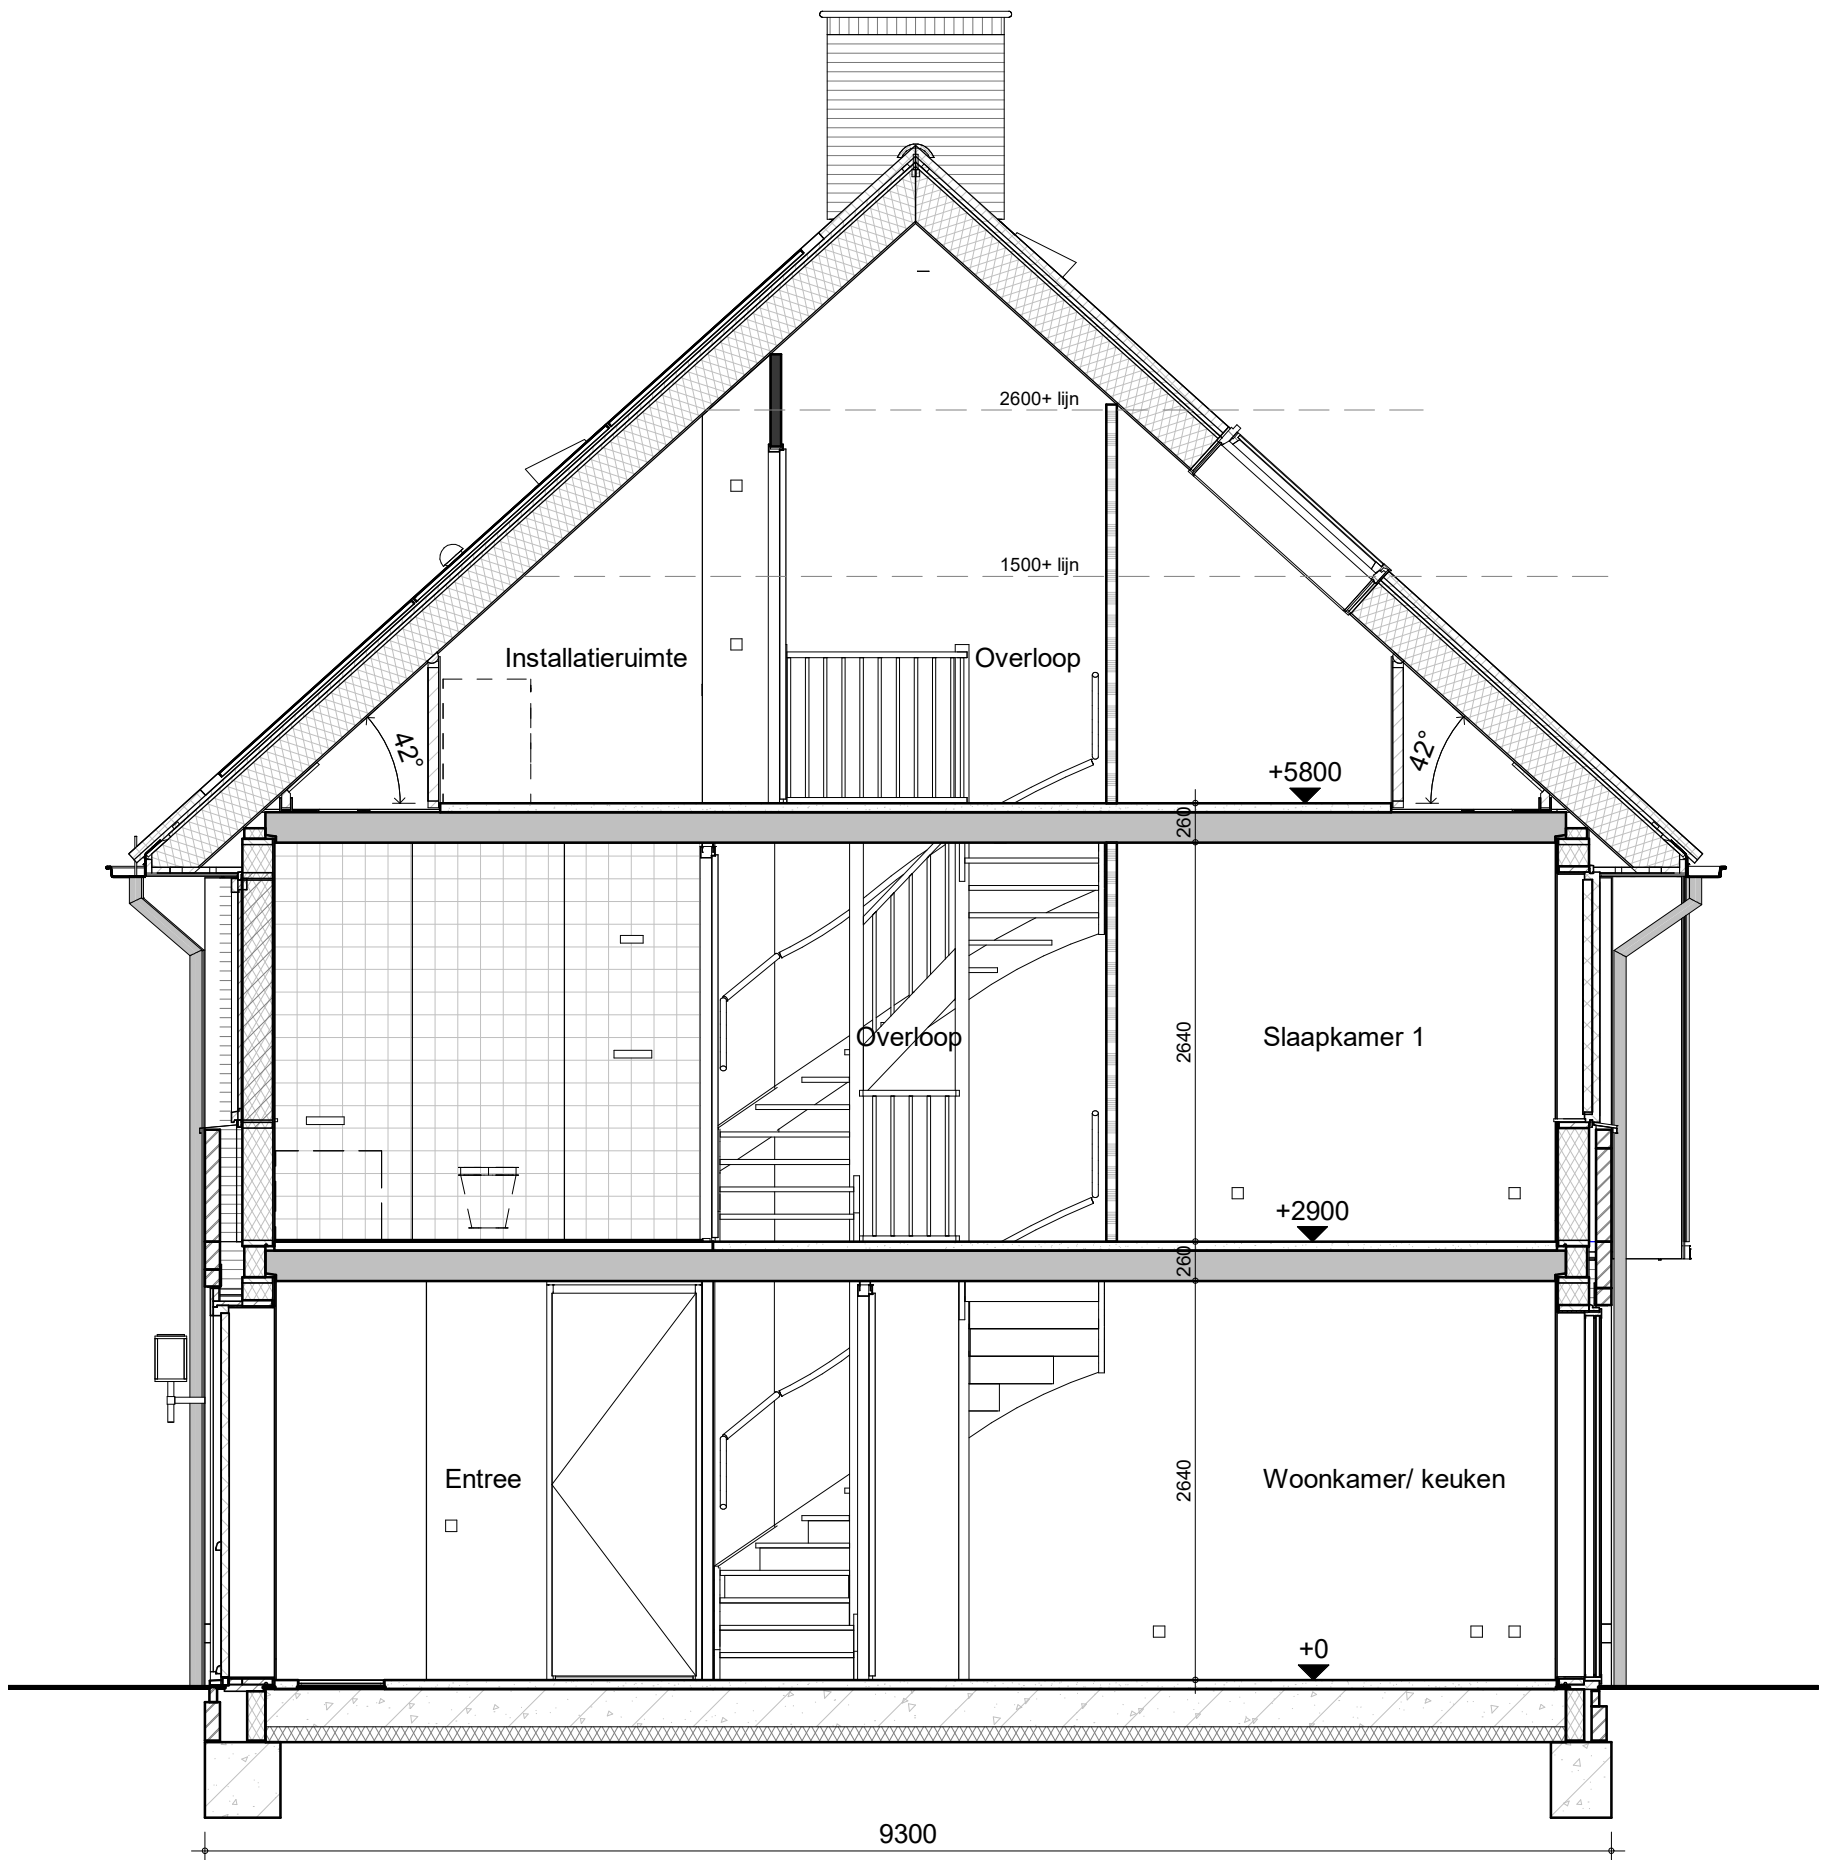 2600+ lijn
1500+ lijn
Installatieruimte
Overloop
42°
42°
+5800
260
Overloop
2640
Slaapkamer 1
+2900
260
Entree
2640
Woonkamer/ keuken
+0
9300